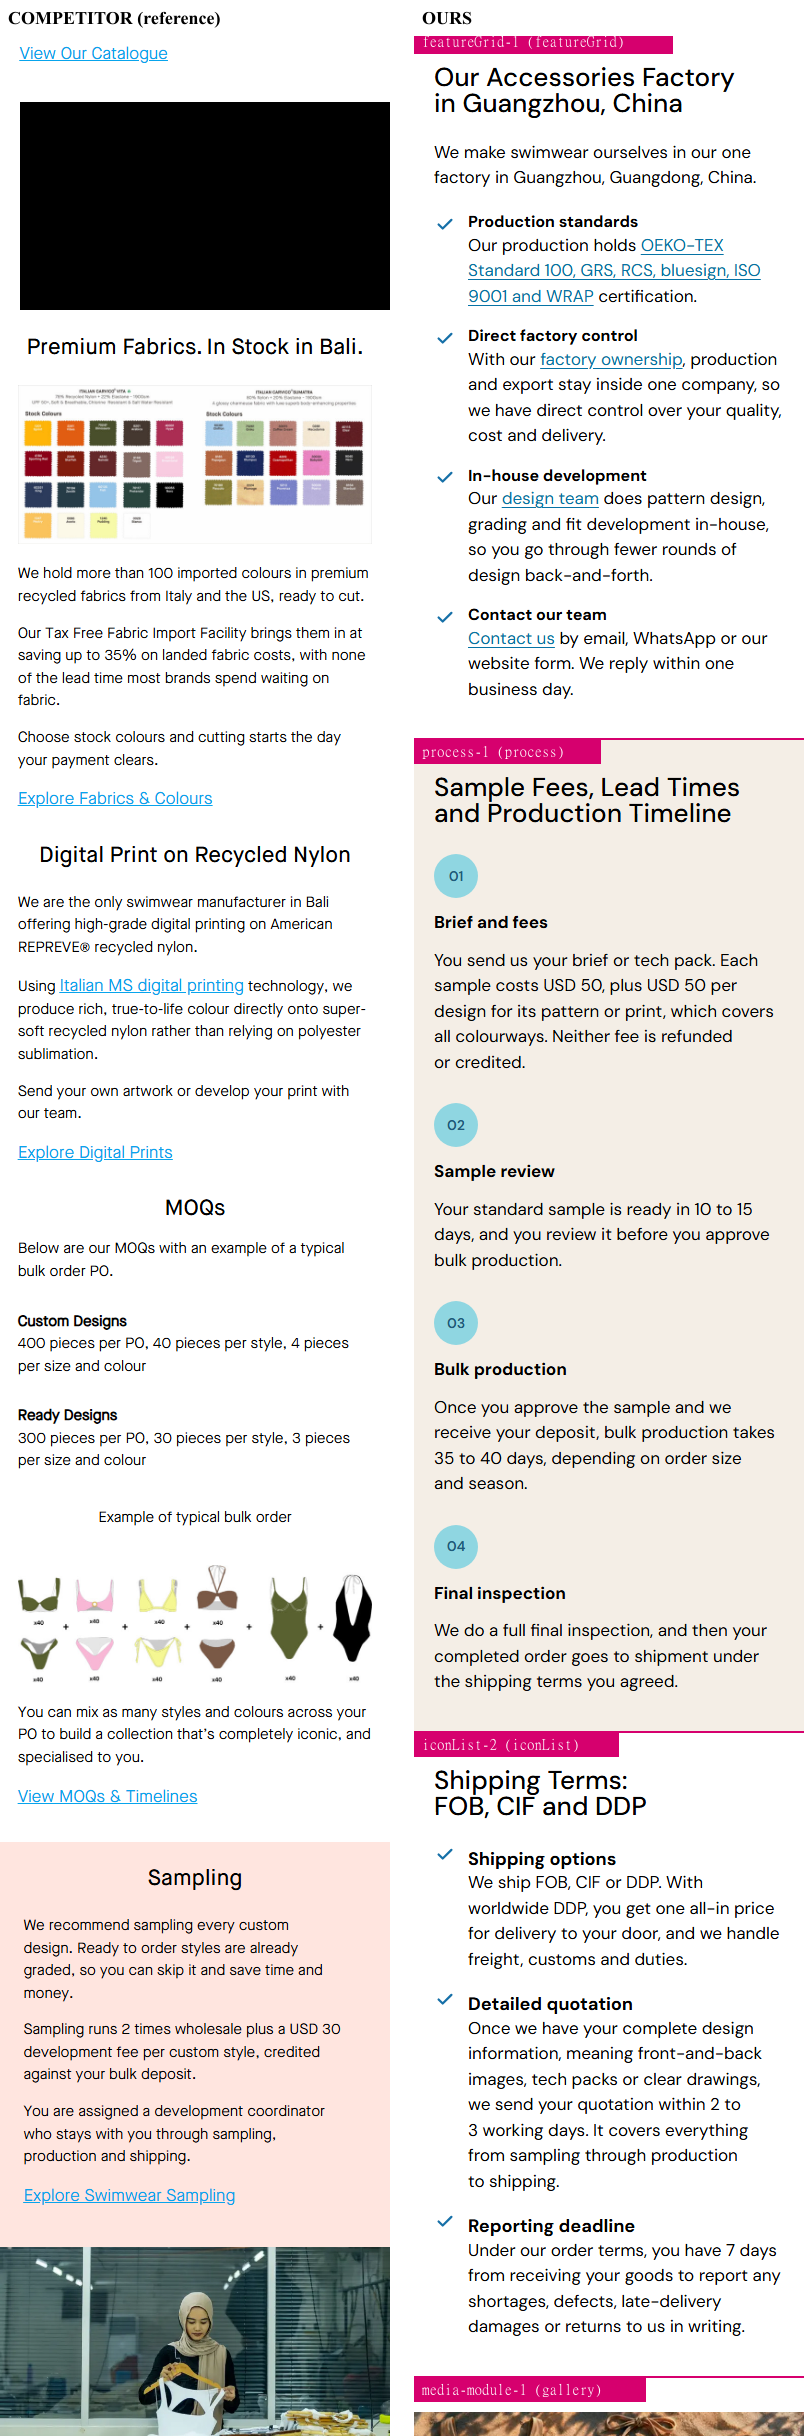 COMPETITOR (reference)
View Our Catalogue
Premium Fabrics. In Stock in Bali.
Stock Colours
Stock Colours
We hold more than 100 imported colours in premium
recycled fabrics from Italy and the US, ready to cut.
Our Tax Free Fabric Import Facility brings them in at
saving up to 35% on landed fabric costs, with none
of the lead time most brands spend waiting on
fabric.
Choose stock colours and cutting starts the day
your payment clears.
Explore Fabrics & Colours
Digital Print on Recycled Nylon
We are the only swimwear manufacturer in Bali
offering high-grade digital printing on American
REPREVE® recycled nylon.
Using Italian MS digital printing technology, we
produce rich, true-to-life colour directly onto super-
soft recycled nylon rather than relying on polyester
sublimation.
Send your own artwork or develop your print with
our team.
Explore Digital Prints
MOQs
Below are our MOQs with an example of a typical
bulk order PO.
Custom Designs
400 pieces per PO, 40 pieces per style, 4 pieces
per size and colour
Ready Designs
300 pieces per PO, 30 pieces per style, 3 pieces
per size and colour
Example of typical bulk order
x40 x40 x40 x40
+ + + + +
x40 x40 x40 x40 x40 x40
You can mix as many styles and colours across your
PO to build a collection that's completely iconic, and
specialised to you.
View MOQs & Timelines
Sampling
We recommend sampling every custom
design. Ready to order styles are already
graded, so you can skip it and save time and
money.
Sampling runs 2 times wholesale plus a USD 30
development fee per custom style, credited
against your bulk deposit.
You are assigned a development coordinator
who stays with you through sampling,
production and shipping.
Explore Swimwear Sampling
OURS
featureGrid-1 (featureGrid)
Our Accessories Factory
in Guangzhou, China
We make swimwear ourselves in our one
factory in Guangzhou, Guangdong, China.
Production standards
Our production holds OEKO-TEX
Standard 100, GRS, RCS, bluesign, ISO
9001 and WRAP certification.
Direct factory control
With our factory ownership, production
and export stay inside one company, so
we have direct control over your quality,
cost and delivery.
In-house development
Our design team does pattern design,
grading and fit development in-house,
so you go through fewer rounds of
design back-and-forth.
Contact our team
Contact us by email, WhatsApp or our
website form. We reply within one
business day.
process-1 (process)
Sample Fees, Lead Times
and Production Timeline
01
Brief and fees
You send us your brief or tech pack. Each
sample costs USD 50, plus USD 50 per
design for its pattern or print, which covers
all colourways. Neither fee is refunded
or credited.
02
Sample review
Your standard sample is ready in 10 to 15
days, and you review it before you approve
bulk production.
03
Bulk production
Once you approve the sample and we
receive your deposit, bulk production takes
35 to 40 days, depending on order size
and season.
04
Final inspection
We do a full final inspection, and then your
completed order goes to shipment under
the shipping terms you agreed.
iconList-2 (iconList)
Shipping Terms:
FOB, CIF and DDP
Shipping options
We ship FOB, CIF or DDP. With
worldwide DDP, you get one all-in price
for delivery to your door, and we handle
freight, customs and duties.
Detailed quotation
Once we have your complete design
information, meaning front-and-back
images, tech packs or clear drawings,
we send your quotation within 2 to
3 working days. It covers everything
from sampling through production
to shipping.
Reporting deadline
Under our order terms, you have 7 days
from receiving your goods to report any
shortages, defects, late-delivery
damages or returns to us in writing.
media-module-1 (gallery)